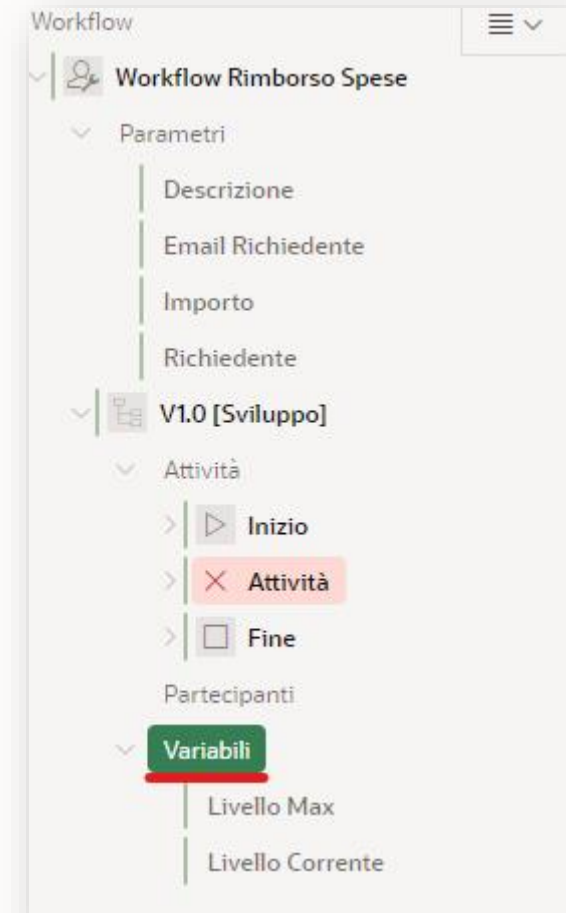 Workflow
Workflow Rimborso Spese
Parametri
Descrizione
Email Richiedente
Importo
Richiedente
V1.0 [Sviluppo]
Attività
Inizio
Attività
Fine
Partecipanti
Variabili
Livello Max
Livello Corrente